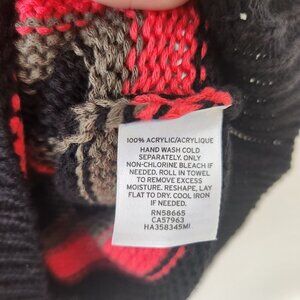 100% ACRYLIC/ACRYLIQUE
HAND WASH COLD
SEPARATELY. ONLY
NON-CHLORINE BLEACH IF
NEEDED. ROLL IN TOWEL
TO REMOVE EXCESS
MOISTURE. RESHAPE, LAY
FLAT TO DRY. COOL IRON
IF NEEDED.
RN58665
CA57963
HA358345MI